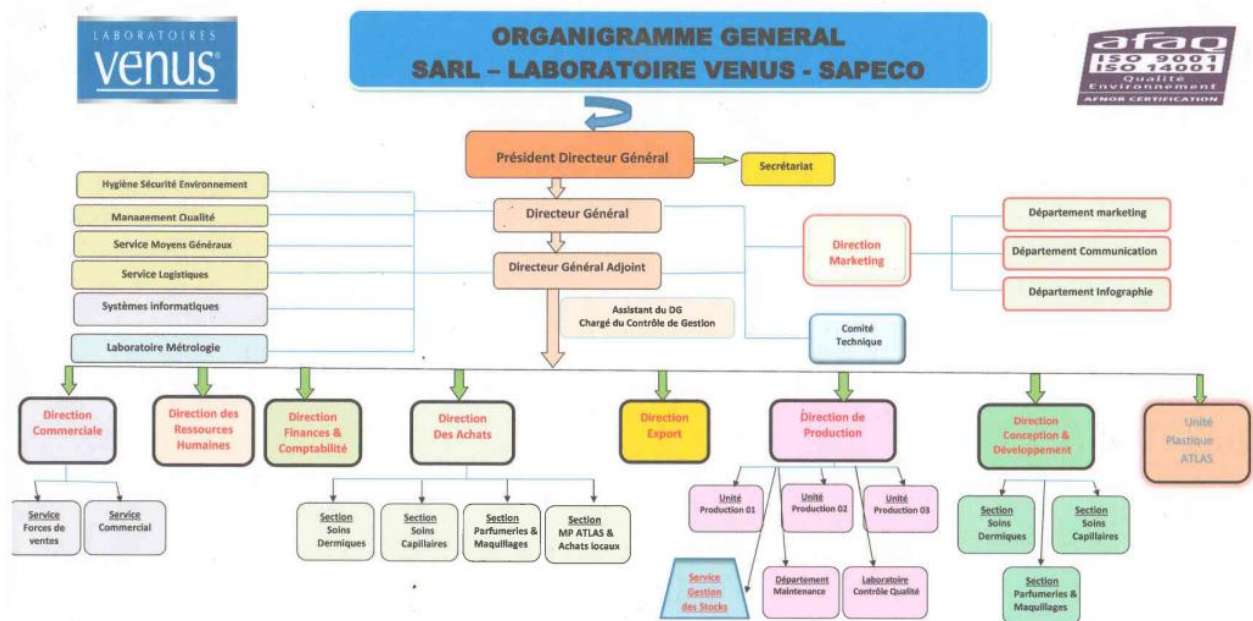 LABORATOIRES
vēnus®
ORGANIGRAMME GENERAL
SARL – LABORATOIRE VENUS - SAPECO
afaq
ISO 9001
ISO 14001
Qualité
Environnement
AFNOR CERTIFICATION
Président Directeur Général
Secrétariat
Hygiène Sécurité Environnement
Management Qualité
Service Moyens Généraux
Service Logistiques
Systèmes informatiques
Laboratoire Métrologie
Directeur Général
Directeur Général Adjoint
Assistant du DG
Chargé du Contrôle de Gestion
Direction
Marketing
Comité
Technique
Département marketing
Département Communication
Département Infographie
Direction
Commerciale
Direction des
Ressources
Humaines
Direction
Finances &
Comptabilité
Direction
Des Achats
Direction
Export
Direction de
Production
Direction
Conception &
Développement
Unité
Plastique
ATLAS
Service
Forces de
ventes
Service
Commercial
Section
Soins
Dermiques
Section
Soins
Capillaires
Section
Parfumeries &
Maquillages
Section
MP ATLAS &
Achats locaux
Unité
Production 01
Unité
Production 02
Unité
Production 03
Service
Gestion
des Stocks
Département
Maintenance
Laboratoire
Contrôle Qualité
Section
Soins
Dermiques
Section
Soins
Capillaires
Section
Parfumeries &
Maquillages